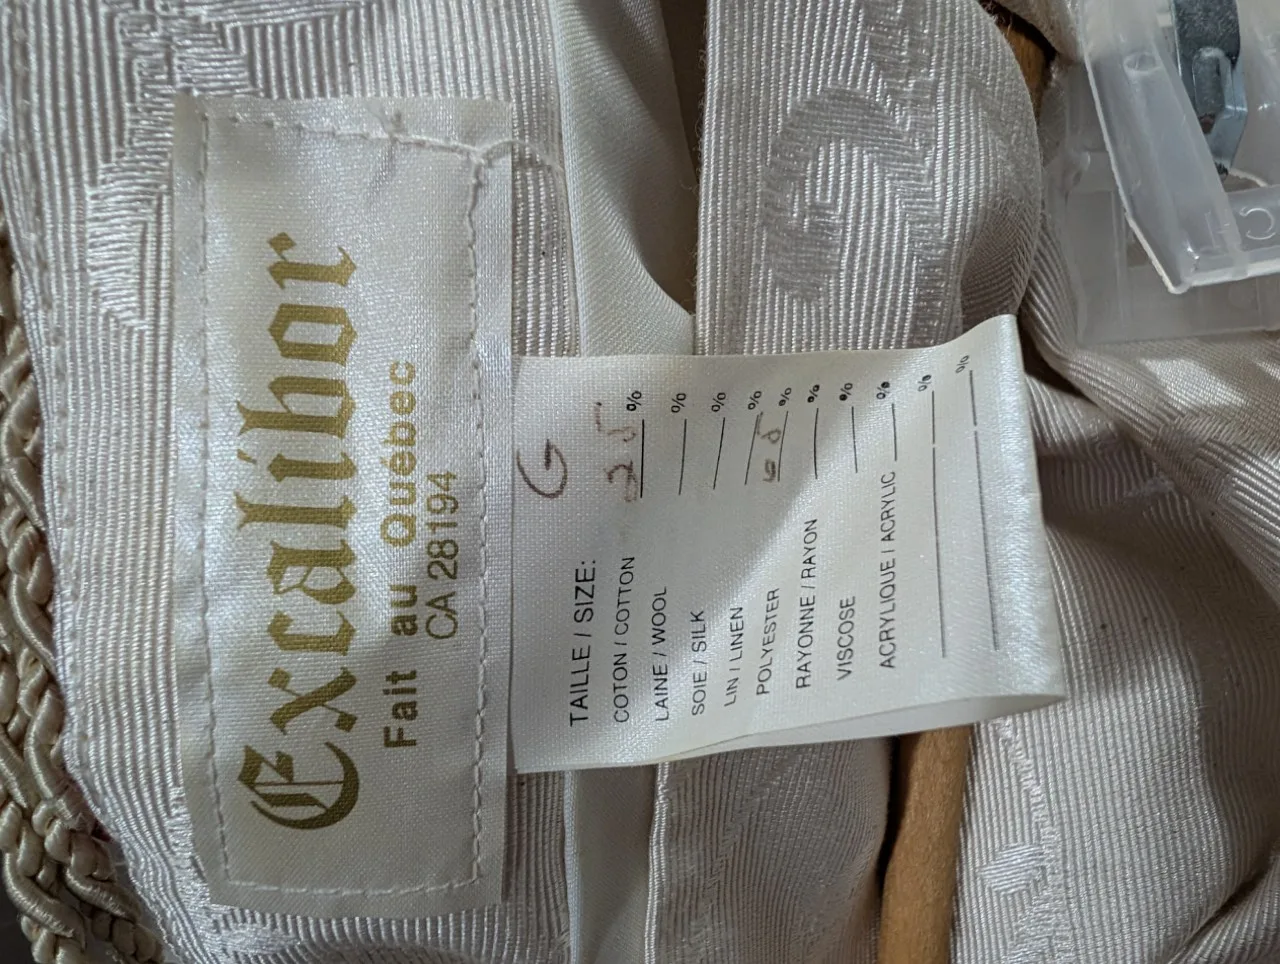 Excalibor
Fait au Québec
CA 28194
TAILLE / SIZE: G
COTON / COTTON %
LAINE / WOOL %
SOIE / SILK %
LIN / LINEN %
POLYESTER %
RAYONNE / RAYON %
VISCOSE %
ACRYLIQUE / ACRYLIC %
%
%